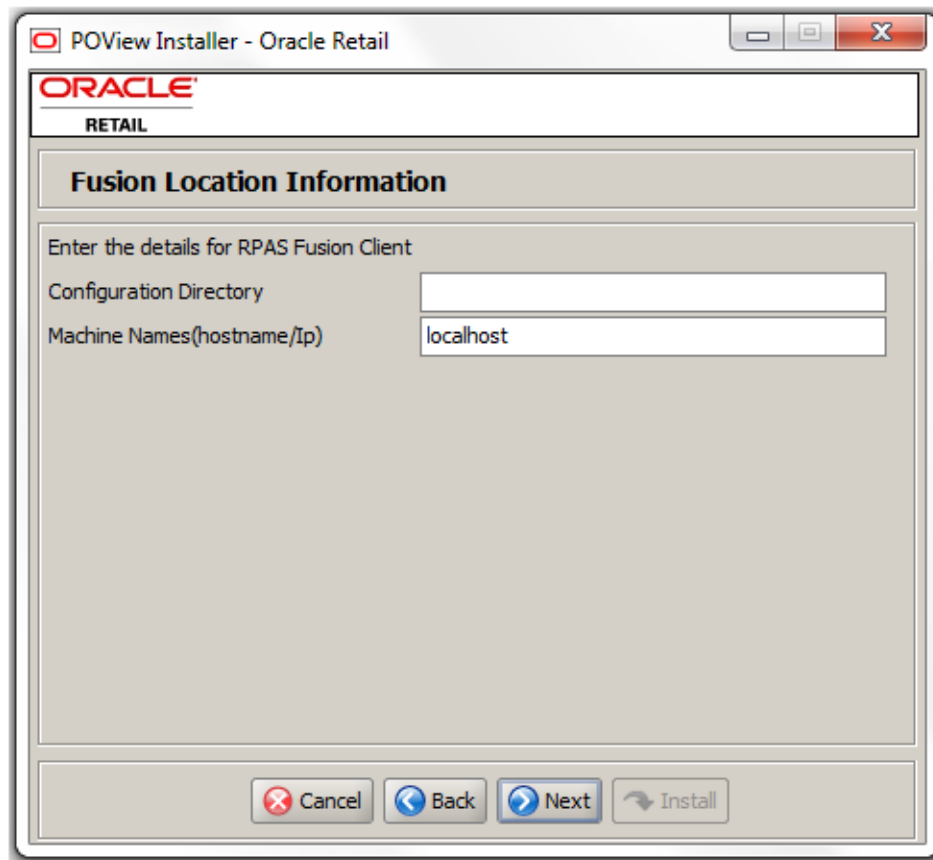 POView Installer - Oracle Retail
ORACLE
RETAIL
Fusion Location Information
Enter the details for RPAS Fusion Client
Configuration Directory
Machine Names(hostname/Ip) localhost
Cancel Back Next Install